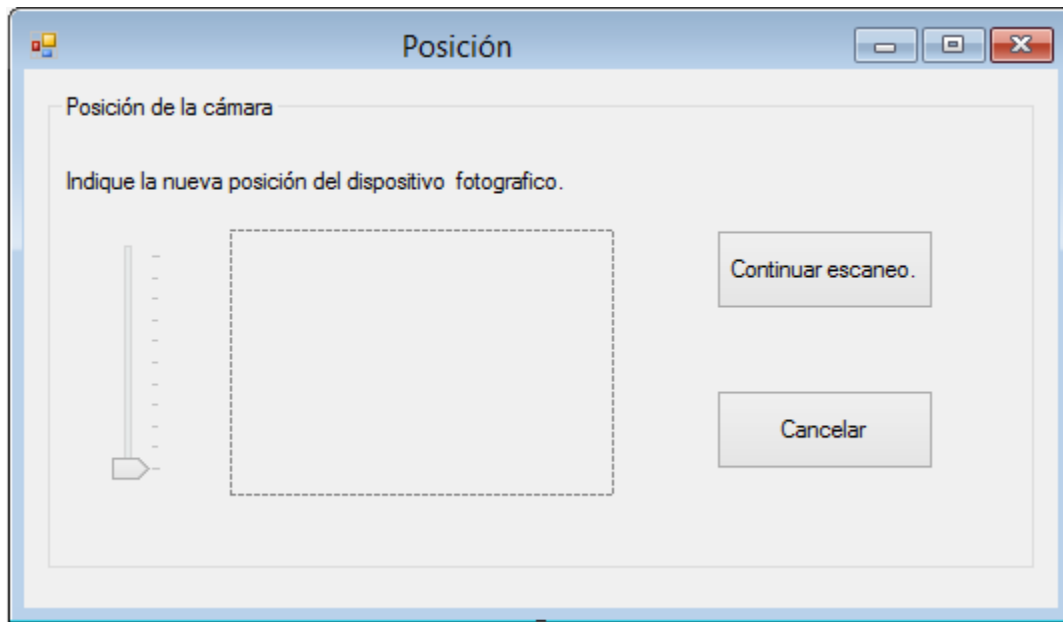 Posición
Posición de la cámara
Indique la nueva posición del dispositivo  fotografico.
Continuar escaneo.
Cancelar